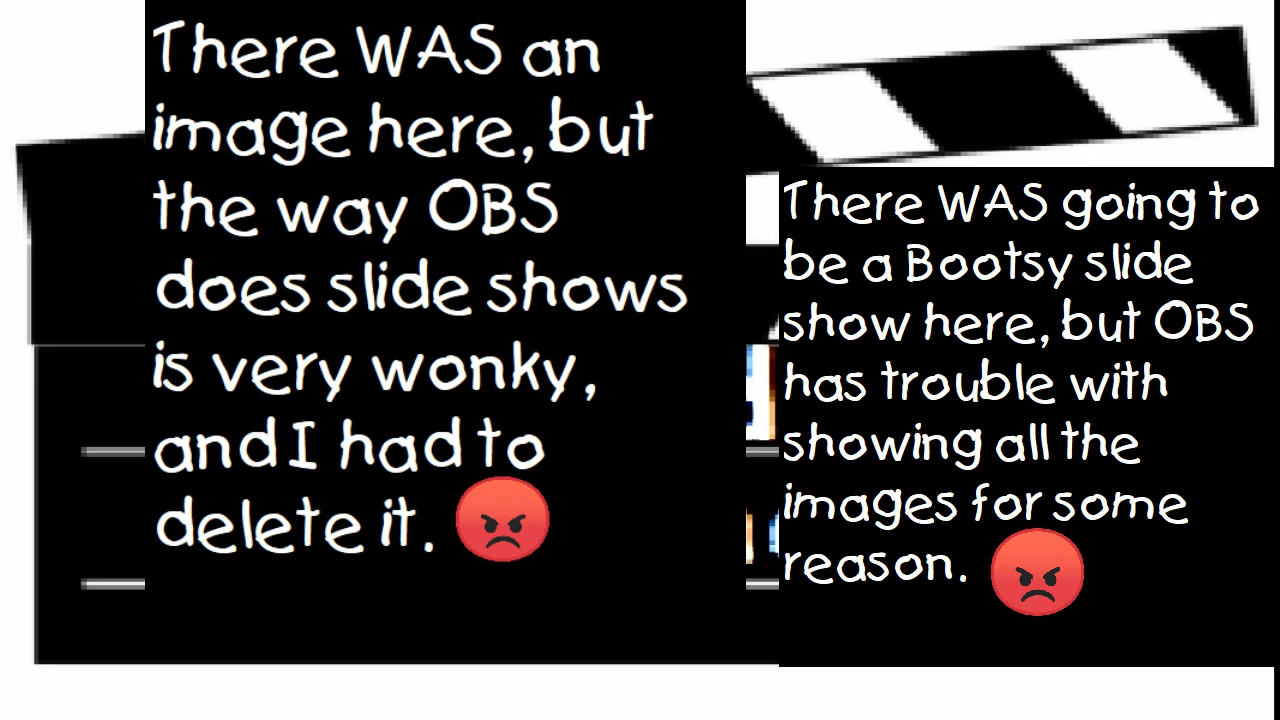 There WAS an
image here, but
the way OBS
does slide shows
is very wonky,
and I had to
delete it. 😡
There WAS going to
be a Bootsy slide
show here, but OBS
has trouble with
showing all the
images for some
reason. 😡